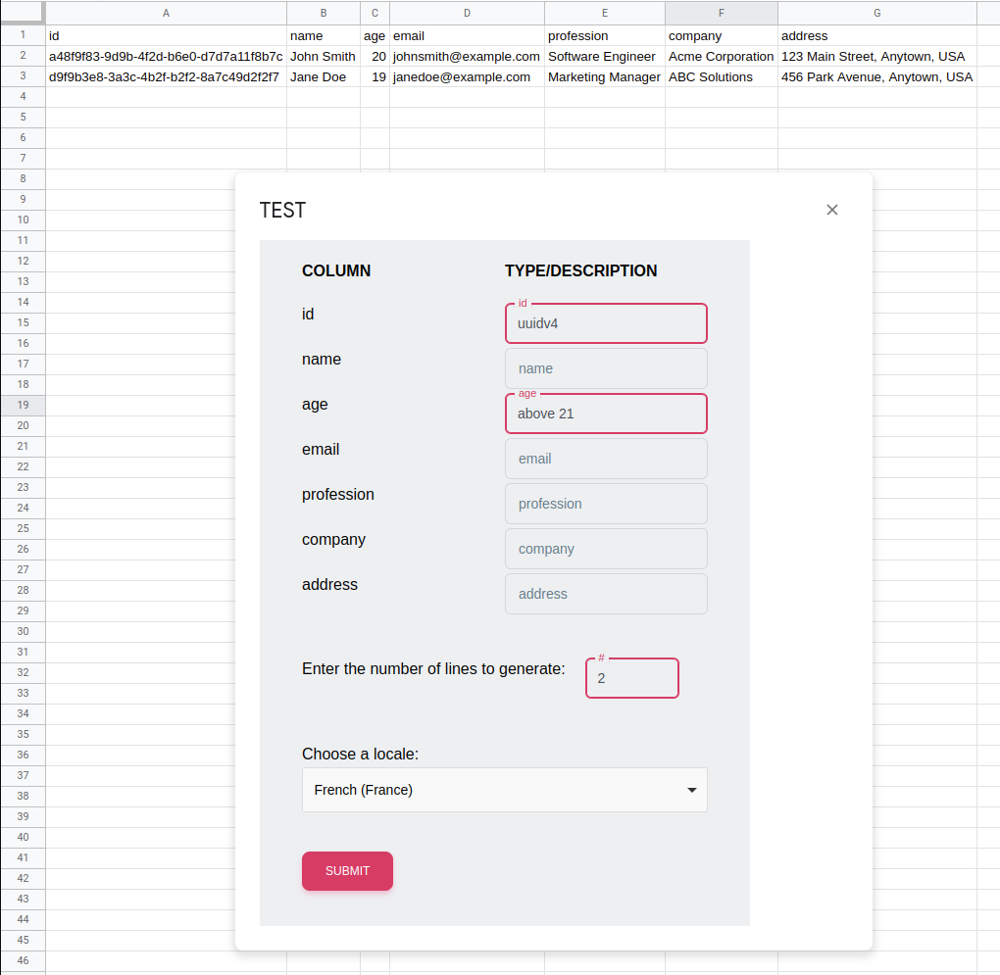 A B C D E F G
1 id name age email profession company address
2 a48f9f83-9d9b-4f2d-b6e0-d7d7a11f8b7c John Smith 20 johnsmith@example.com Software Engineer Acme Corporation 123 Main Street, Anytown, USA
3 d9f9b3e8-3a3c-4b2f-b2f2-8a7c49d2f2f7 Jane Doe 19 janedoe@example.com Marketing Manager ABC Solutions 456 Park Avenue, Anytown, USA
4
5
6
7
8
9
10 TEST
11
12
13 COLUMN TYPE/DESCRIPTION
14 id
15 id uuidv4
16
17 name name
18 age
19 age above 21
20
21 email email
22
23
24 profession profession
25
26 company company
27
28 address address
29
30
31 #
32 Enter the number of lines to generate: 2
33
34
35
36 Choose a locale:
37
38 French (France)
39
40
41
42 SUBMIT
43
44
45
46